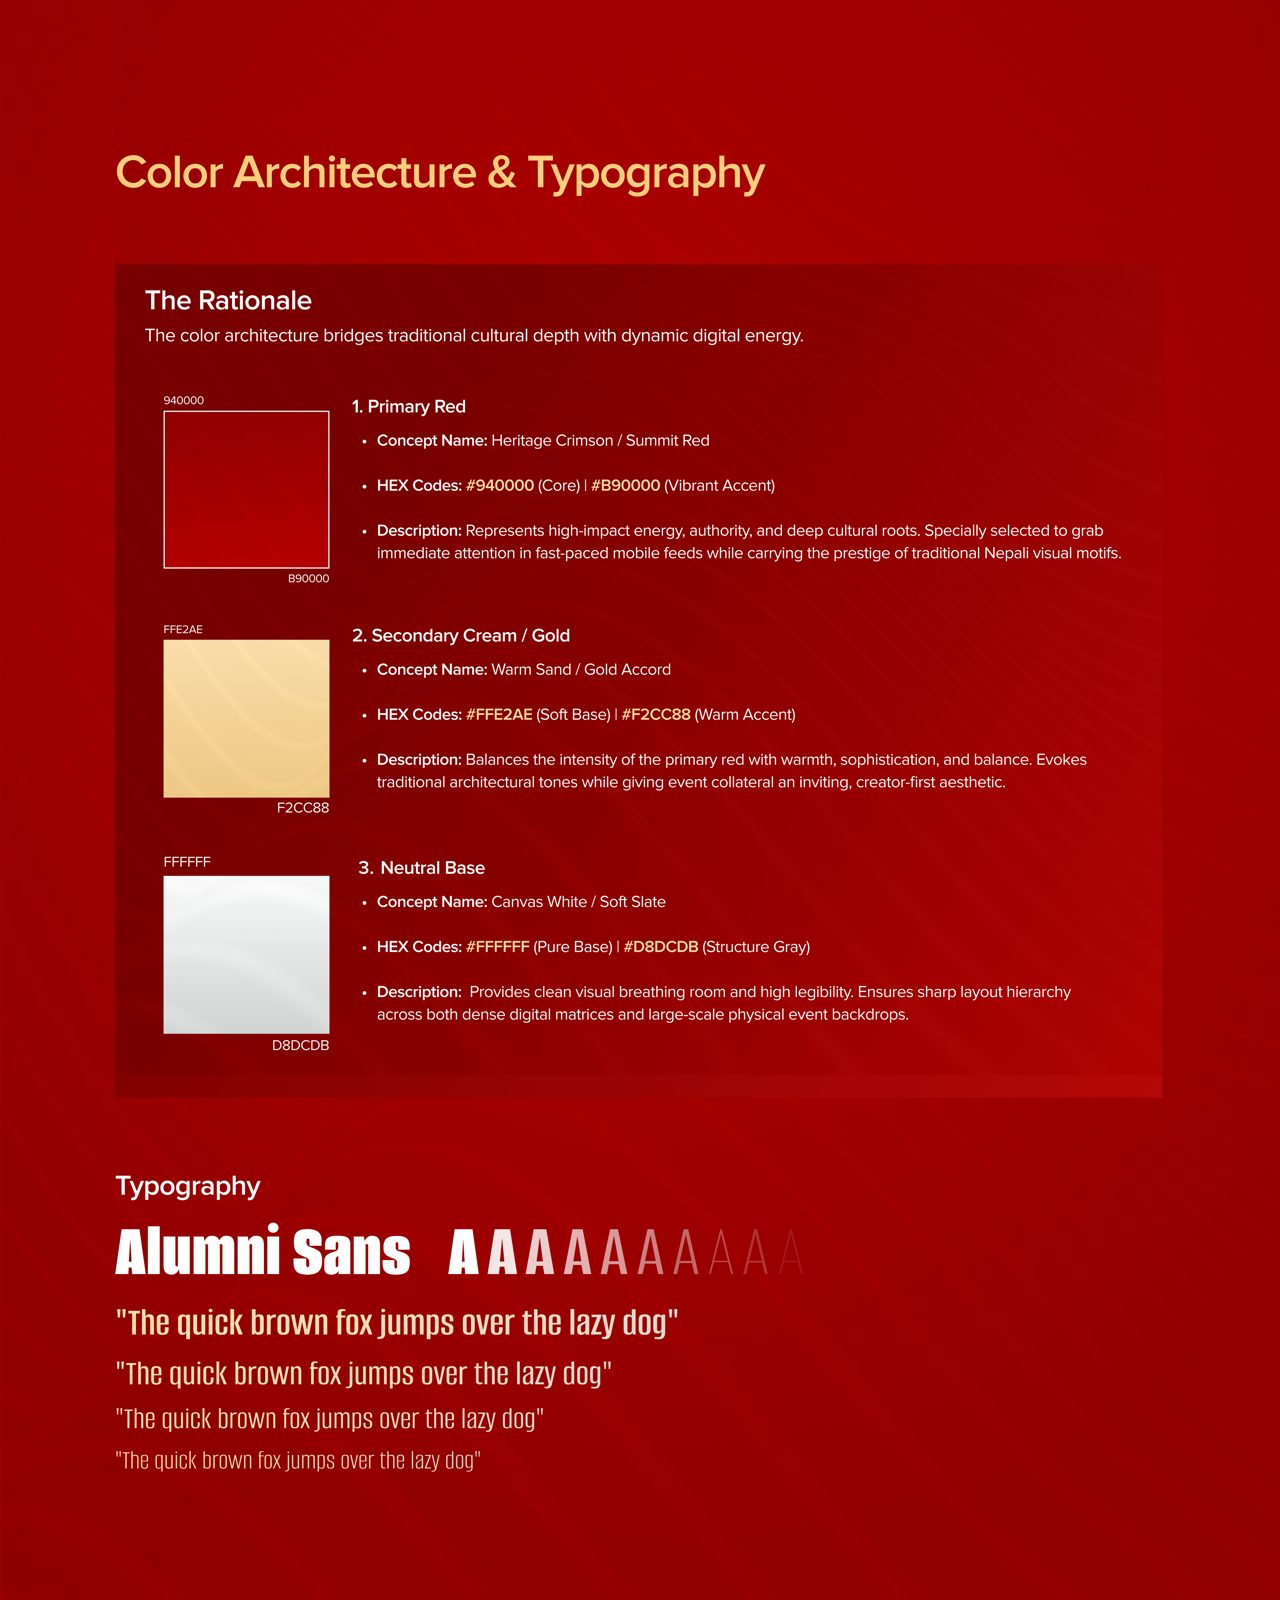 Color Architecture & Typography
The Rationale
The color architecture bridges traditional cultural depth with dynamic digital energy.
940000
B90000
1. Primary Red
• Concept Name: Heritage Crimson / Summit Red
• HEX Codes: #940000 (Core) | #B90000 (Vibrant Accent)
• Description: Represents high-impact energy, authority, and deep cultural roots. Specially selected to grab
immediate attention in fast-paced mobile feeds while carrying the prestige of traditional Nepali visual motifs.
FFE2AE
F2CC88
2. Secondary Cream / Gold
• Concept Name: Warm Sand / Gold Accord
• HEX Codes: #FFE2AE (Soft Base) | #F2CC88 (Warm Accent)
• Description: Balances the intensity of the primary red with warmth, sophistication, and balance. Evokes
traditional architectural tones while giving event collateral an inviting, creator-first aesthetic.
FFFFFF
D8DCDB
3. Neutral Base
• Concept Name: Canvas White / Soft Slate
• HEX Codes: #FFFFFF (Pure Base) | #D8DCDB (Structure Gray)
• Description: Provides clean visual breathing room and high legibility. Ensures sharp layout hierarchy
across both dense digital matrices and large-scale physical event backdrops.
Typography
Alumni Sans A A A A A A A A A A
"The quick brown fox jumps over the lazy dog"
"The quick brown fox jumps over the lazy dog"
"The quick brown fox jumps over the lazy dog"
"The quick brown fox jumps over the lazy dog"